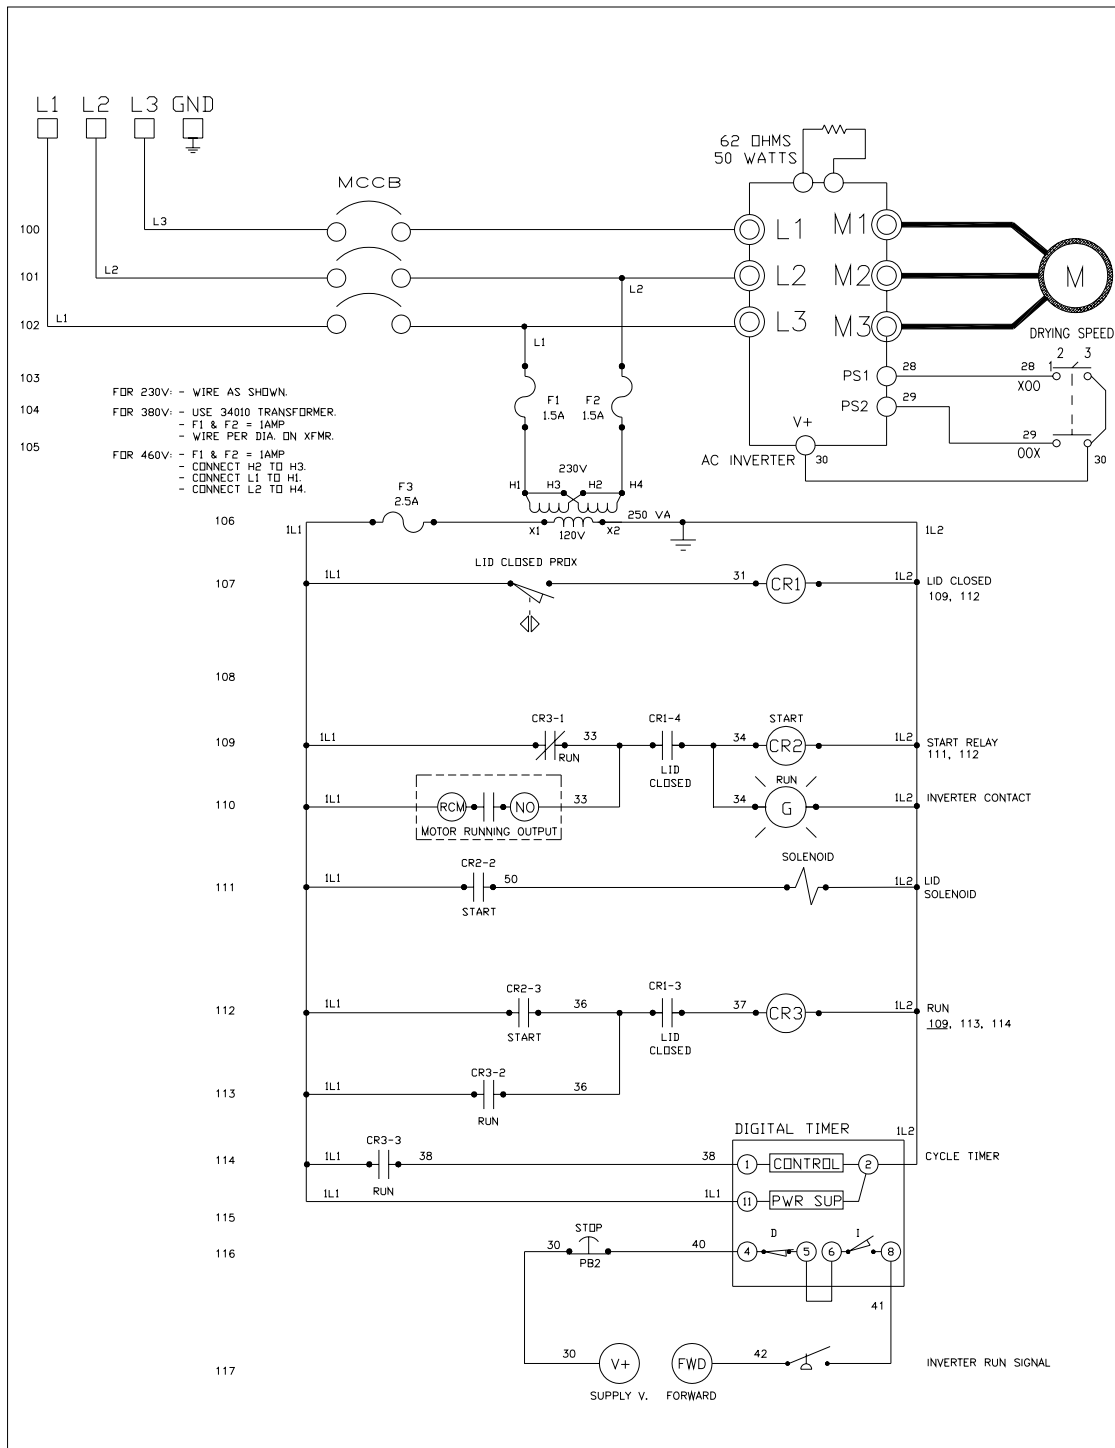 L1 L2 L3 GND
62 OHMS
50 WATTS
MCCB
100 L3 L1 M1
101 L2 L2 L2 M2 M
102 L1 L1 L3 M3
DRYING SPEED
103 PS1 28 28 1 2 3
XOO
FOR 230V: - WIRE AS SHOWN.
104 FOR 380V: - USE 34010 TRANSFORMER.
- F1 & F2 = 1AMP
- WIRE PER DIA. ON XFMR.
F1 F2
1.5A 1.5A
PS2 29
V+
29
OOX
105
FOR 460V: - F1 & F2 = 1AMP
- CONNECT H2 TO H3.
- CONNECT L1 TO H1.
- CONNECT L2 TO H4.
AC INVERTER 30 30
230V
H1 H3 H2 H4
F3
2.5A
106 1L1 X1 120V X2 250 VA 1L2
LID CLOSED PROX
107 1L1 31 CR1 1L2 LID CLOSED
109, 112
108
CR3-1 CR1-4 START
109 1L1 33 34 CR2 1L2 START RELAY
111, 112
RUN LID
CLOSED
RUN
110 1L1 RCM NO 33 34 G 1L2 INVERTER CONTACT
MOTOR RUNNING OUTPUT
CR2-2 SOLENOID
111 1L1 50 1L2 LID
SOLENOID
START
CR2-3 CR1-3
112 1L1 36 37 CR3 1L2 RUN
109, 113, 114
START LID
CLOSED
CR3-2
113 1L1 36
RUN
DIGITAL TIMER 1L2
CR3-3
114 1L1 38 38 1 CONTROL 2 CYCLE TIMER
RUN
1L1 1L1 11 PWR SUP
115
STOP D I
116 30 40 4 5 6 8
PB2
41
117 30 V+ FWD 42 INVERTER RUN SIGNAL
SUPPLY V. FORWARD